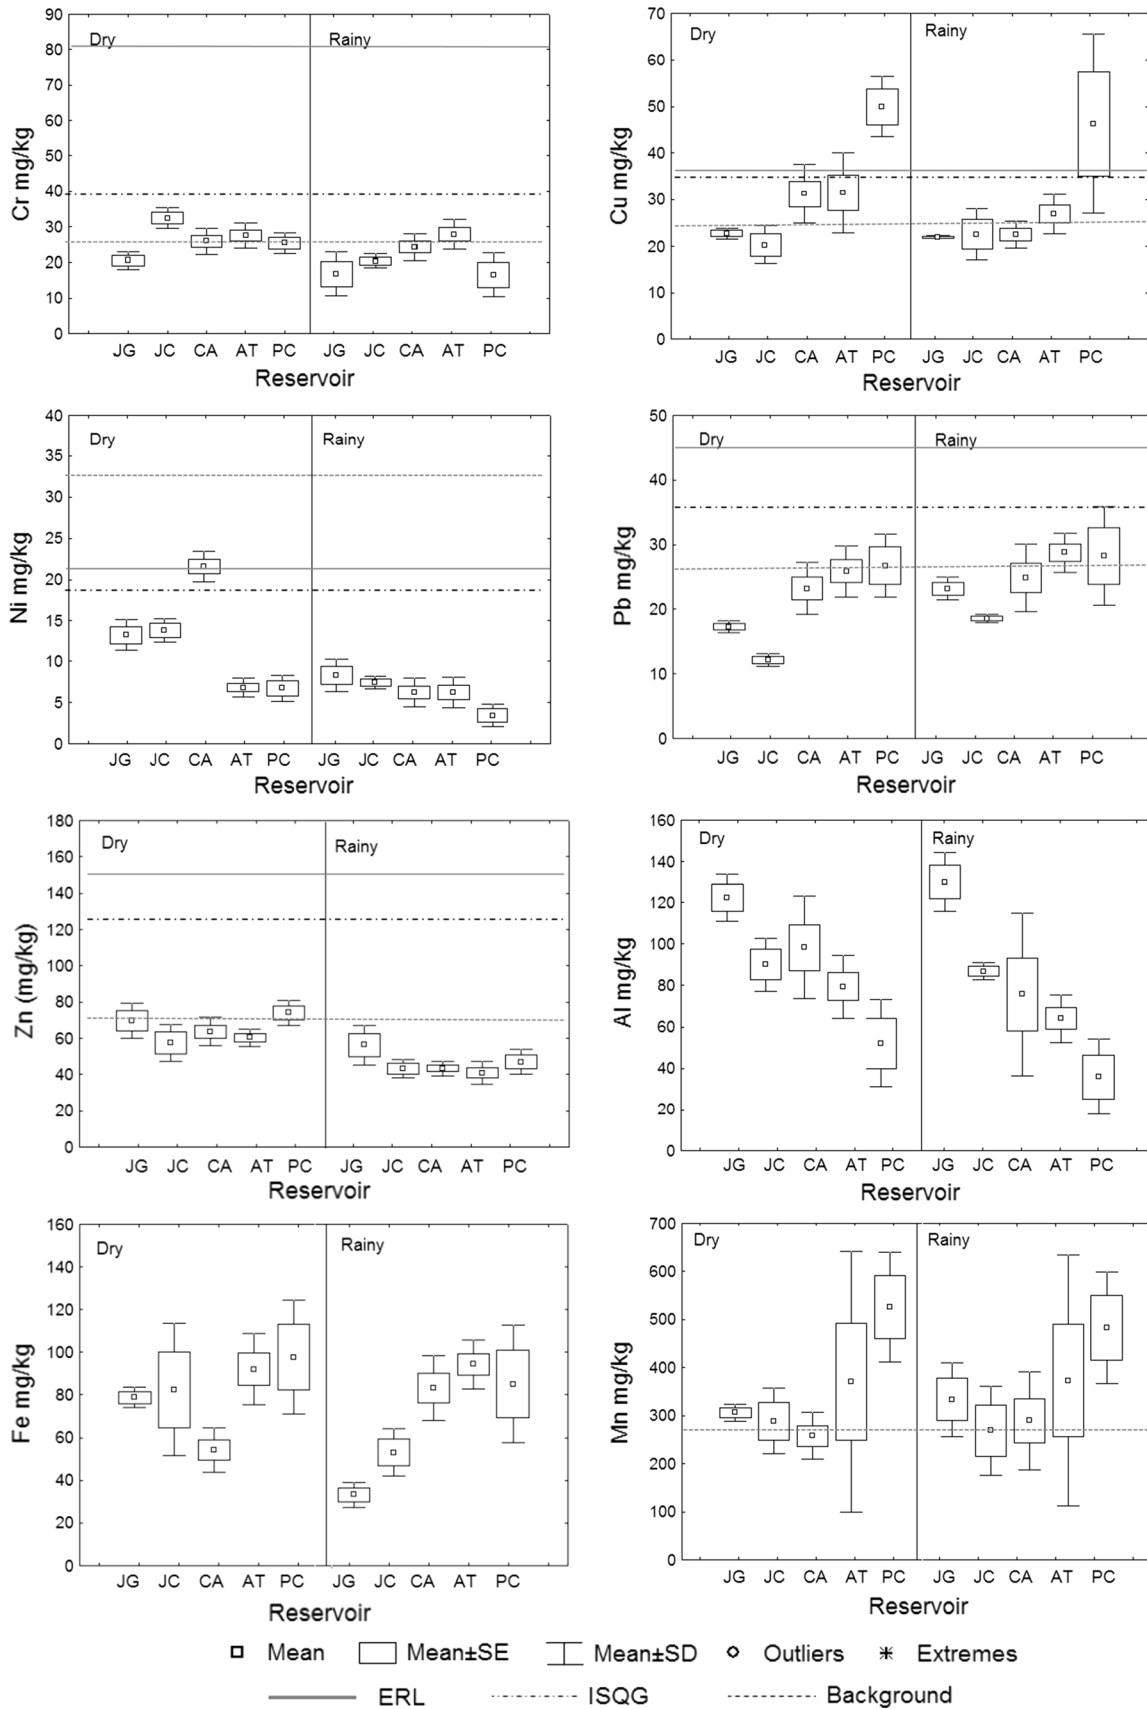 Cr mg/kg
90
80
70
60
50
40
30
20
10
0
Dry
Rainy
JG JC CA AT PC JG JC CA AT PC
Reservoir
Cu mg/kg
70
60
50
40
30
20
10
0
Dry
Rainy
JG JC CA AT PC JG JC CA AT PC
Reservoir
Ni mg/kg
40
35
30
25
20
15
10
5
0
Dry
Rainy
JG JC CA AT PC JG JC CA AT PC
Reservoir
Pb mg/kg
50
40
30
20
10
0
Dry
Rainy
JG JC CA AT PC JG JC CA AT PC
Reservoir
Zn (mg/kg)
180
160
140
120
100
80
60
40
20
0
Dry
Rainy
JG JC CA AT PC JG JC CA AT PC
Reservoir
Al mg/kg
160
140
120
100
80
60
40
20
0
Dry
Rainy
JG JC CA AT PC JG JC CA AT PC
Reservoir
Fe mg/kg
160
140
120
100
80
60
40
20
0
Dry
Rainy
JG JC CA AT PC JG JC CA AT PC
Reservoir
Mn mg/kg
700
600
500
400
300
200
100
0
Dry
Rainy
JG JC CA AT PC JG JC CA AT PC
Reservoir
Mean Mean±SE Mean±SD Outliers Extremes
ERL ISQG Background